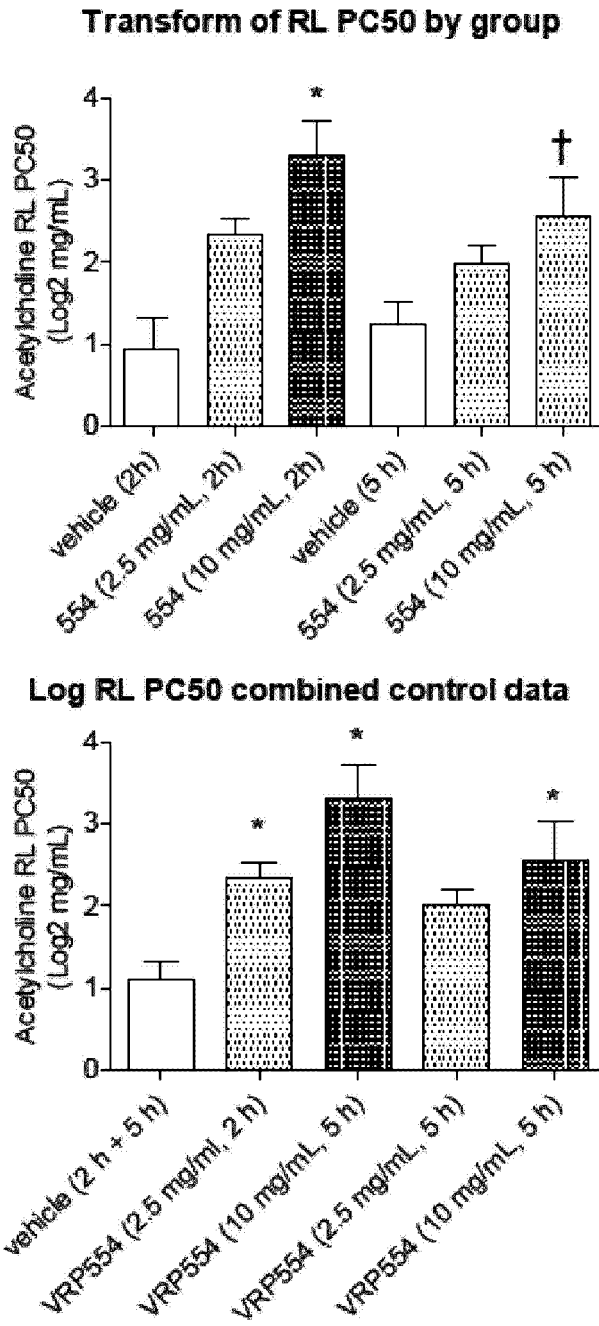 Transform of RL PC50 by group
Acetylcholine RL PC50
(Log2 mg/mL)
4
3
2
1
0
*
†
vehicle (2h)
554 (2.5 mg/mL, 2h)
554 (10 mg/mL, 2h)
vehicle (5 h)
554 (2.5 mg/mL, 5 h)
554 (10 mg/mL, 5 h)
Log RL PC50 combined control data
Acetylcholine RL PC50
(Log2 mg/mL)
4
3
2
1
0
*
*
*
vehicle (2 h + 5 h)
VRP554 (2.5 mg/ml, 2 h)
VRP554 (10 mg/mL, 5 h)
VRP554 (2.5 mg/mL, 5 h)
VRP554 (10 mg/mL, 5 h)